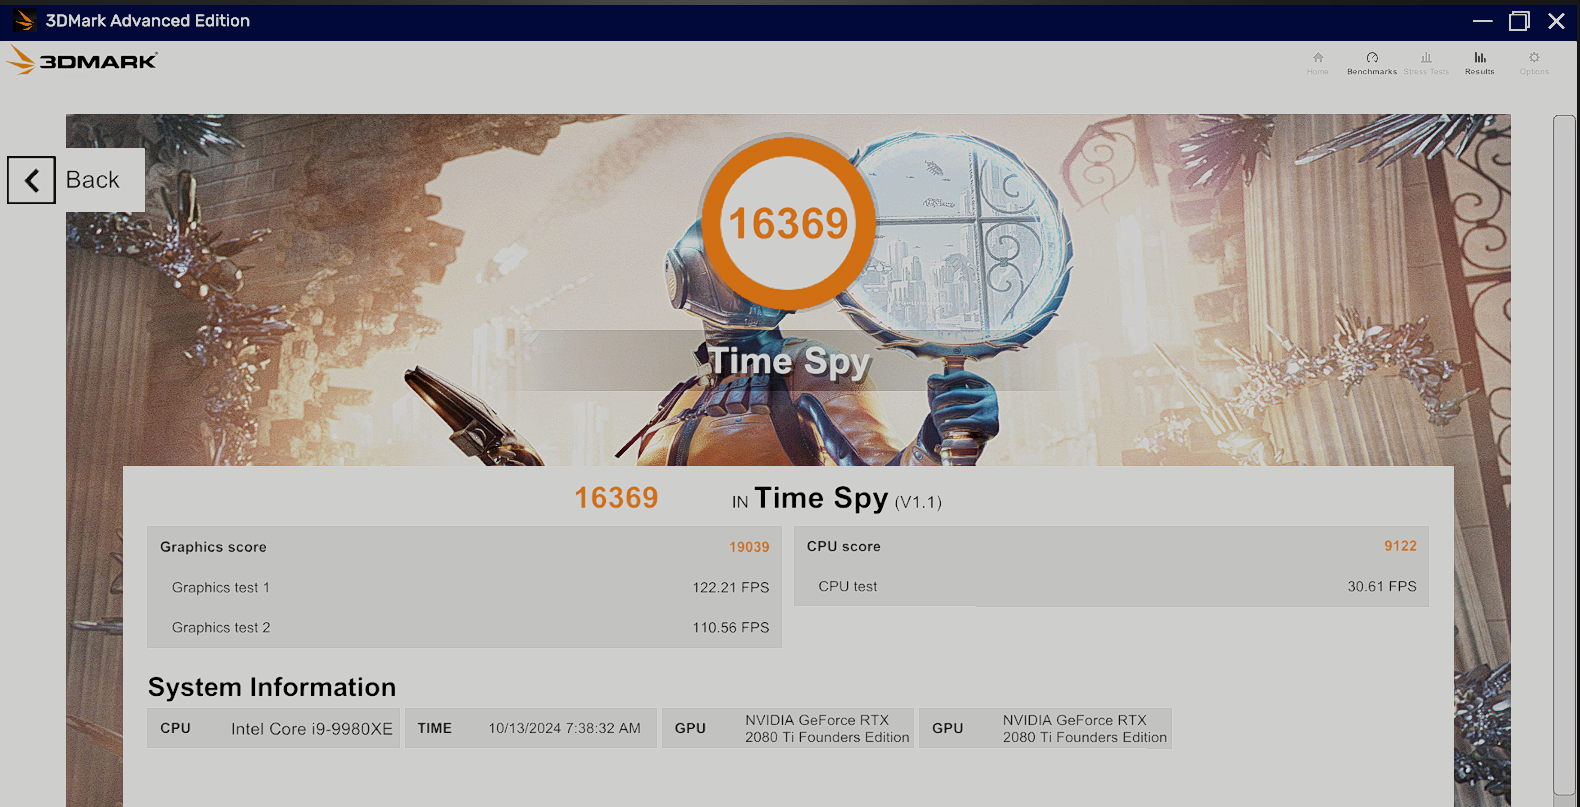 3DMark Advanced Edition
3DMARK
Home Benchmarks Stress Tests Results Options
Back
16369
Time Spy
16369 IN Time Spy (V1.1)
Graphics score 19039
Graphics test 1 122.21 FPS
Graphics test 2 110.56 FPS
CPU score 9122
CPU test 30.61 FPS
System Information
CPU Intel Core i9-9980XE
TIME 10/13/2024 7:38:32 AM
GPU NVIDIA GeForce RTX
2080 Ti Founders Edition
GPU NVIDIA GeForce RTX
2080 Ti Founders Edition